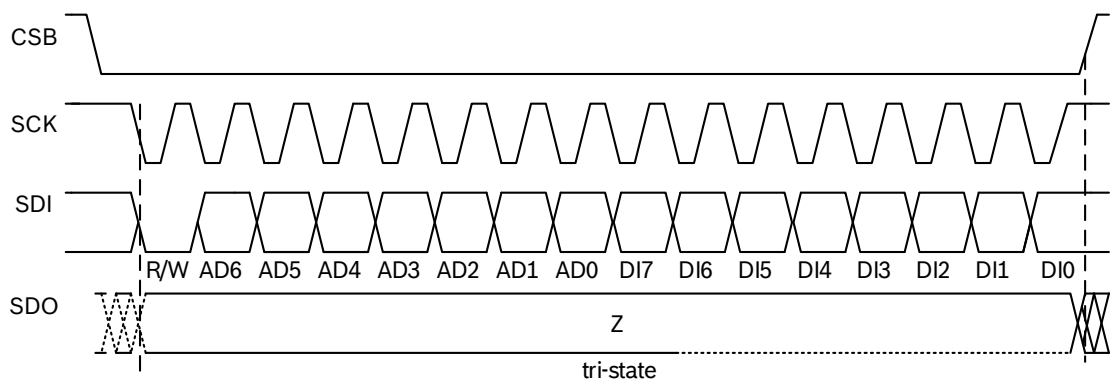 CSB
SCK
SDI
R/W AD6 AD5 AD4 AD3 AD2 AD1 AD0 DI7 DI6 DI5 DI4 DI3 DI2 DI1 DI0
SDO
Z
tri-state